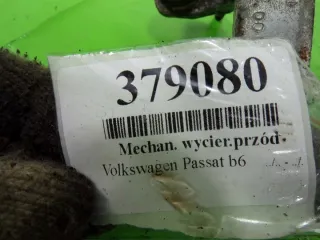 379080
Mechan. wycier.przód
Volkswagen Passat b6 ../.. - ../..